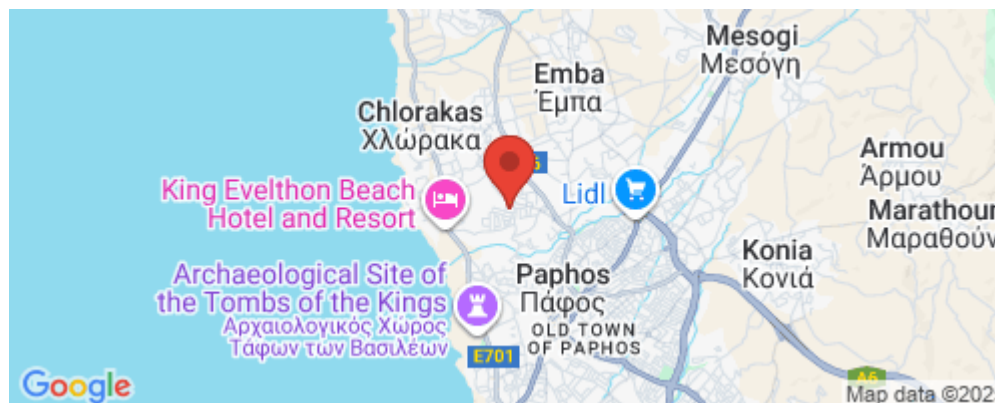 Mesogi
Μεσόγη
Emba
Έμπα
Chlorakas
Χλώρακα
Armou
Άρμου
King Evelthon Beach
Hotel and Resort
Lidl
Marathoun
Μαραθούν
Konia
Κονιά
Archaeological Site of
the Tombs of the Kings
Αρχαιολογικός Χώρος
Τάφων των Βασιλέων
Paphos
Πάφος
OLD TOWN
OF PAPHOS
E701
A6
Google
Map data ©202